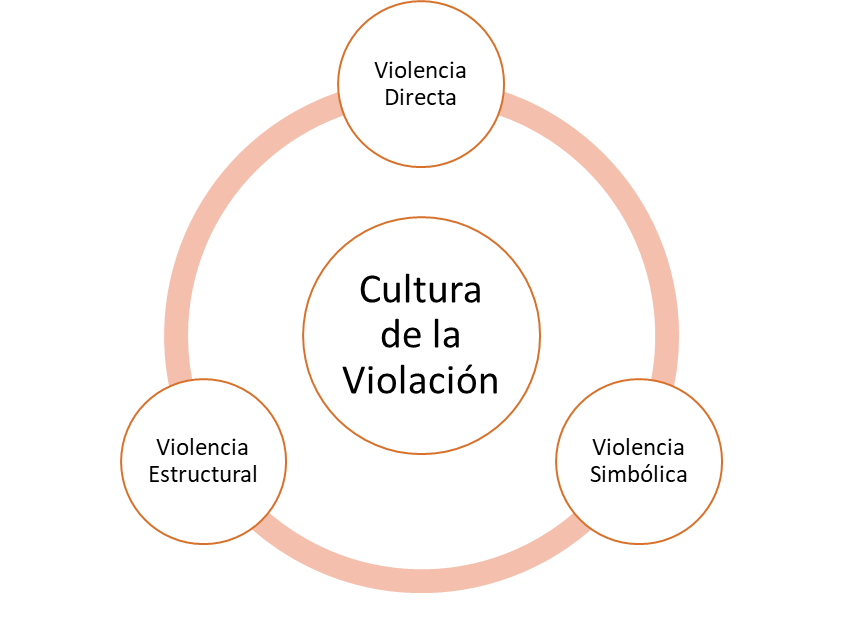 Violencia
Directa
Cultura
de la
Violación
Violencia
Estructural
Violencia
Simbólica